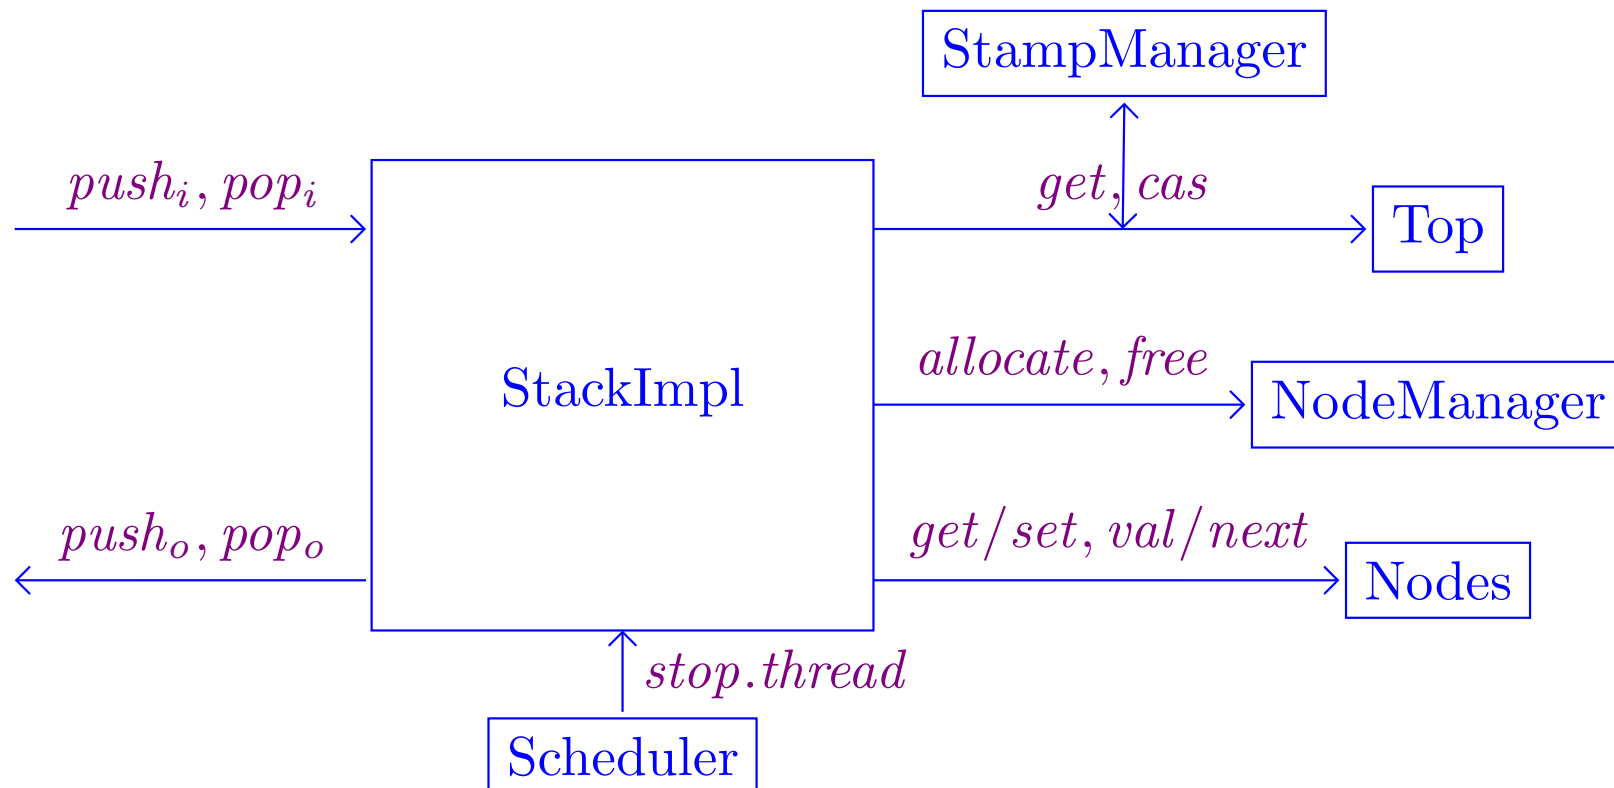 StampManager
push_i, pop_i
get, cas
Top
allocate, free
StackImpl
NodeManager
push_o, pop_o
get/set, val/next
Nodes
stop.thread
Scheduler